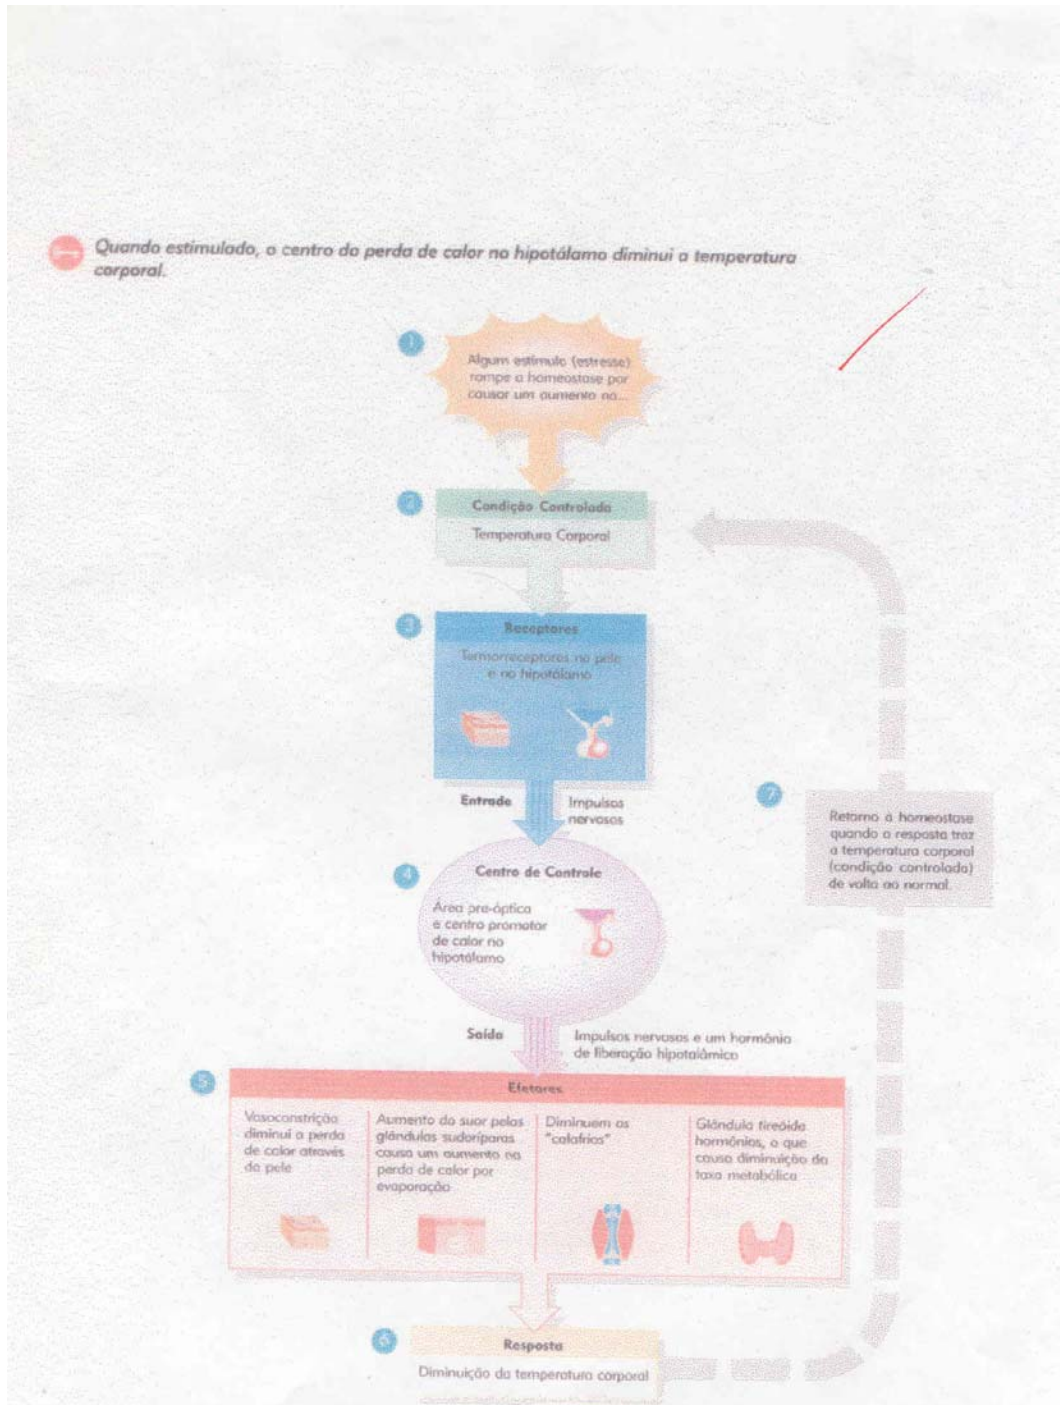 Quando estimulado, o centro da perda de calor no hipotálamo diminui a temperatura
corporal.
1
Algum estímulo (estresse)
rompe a homeostase por
causar um aumento na...
2
Condição Controlada
Temperatura Corporal
3
Receptores
Termorreceptores na pele
e no hipotálamo
Entrada
Impulsos
nervosos
4
Centro de Controle
Área pré-óptica
e centro promotor
de calor no
hipotálamo
Saída
Impulsos nervosos e um hormônio
de liberação hipotalâmico
5
Efetores
Vasoconstrição
diminui a perda
de calor através
da pele
Aumento do suor pelas
glândulas sudoríparas
causa um aumento na
perda de calor por
evaporação
Diminuem os
"calafrios"
Glândula tireóide
hormônios, o que
causa diminuição da
taxa metabólica
6
Resposta
Diminuição da temperatura corporal
7
Retorno à homeostase
quando a resposta traz
a temperatura corporal
(condição controlada)
de volta ao normal.